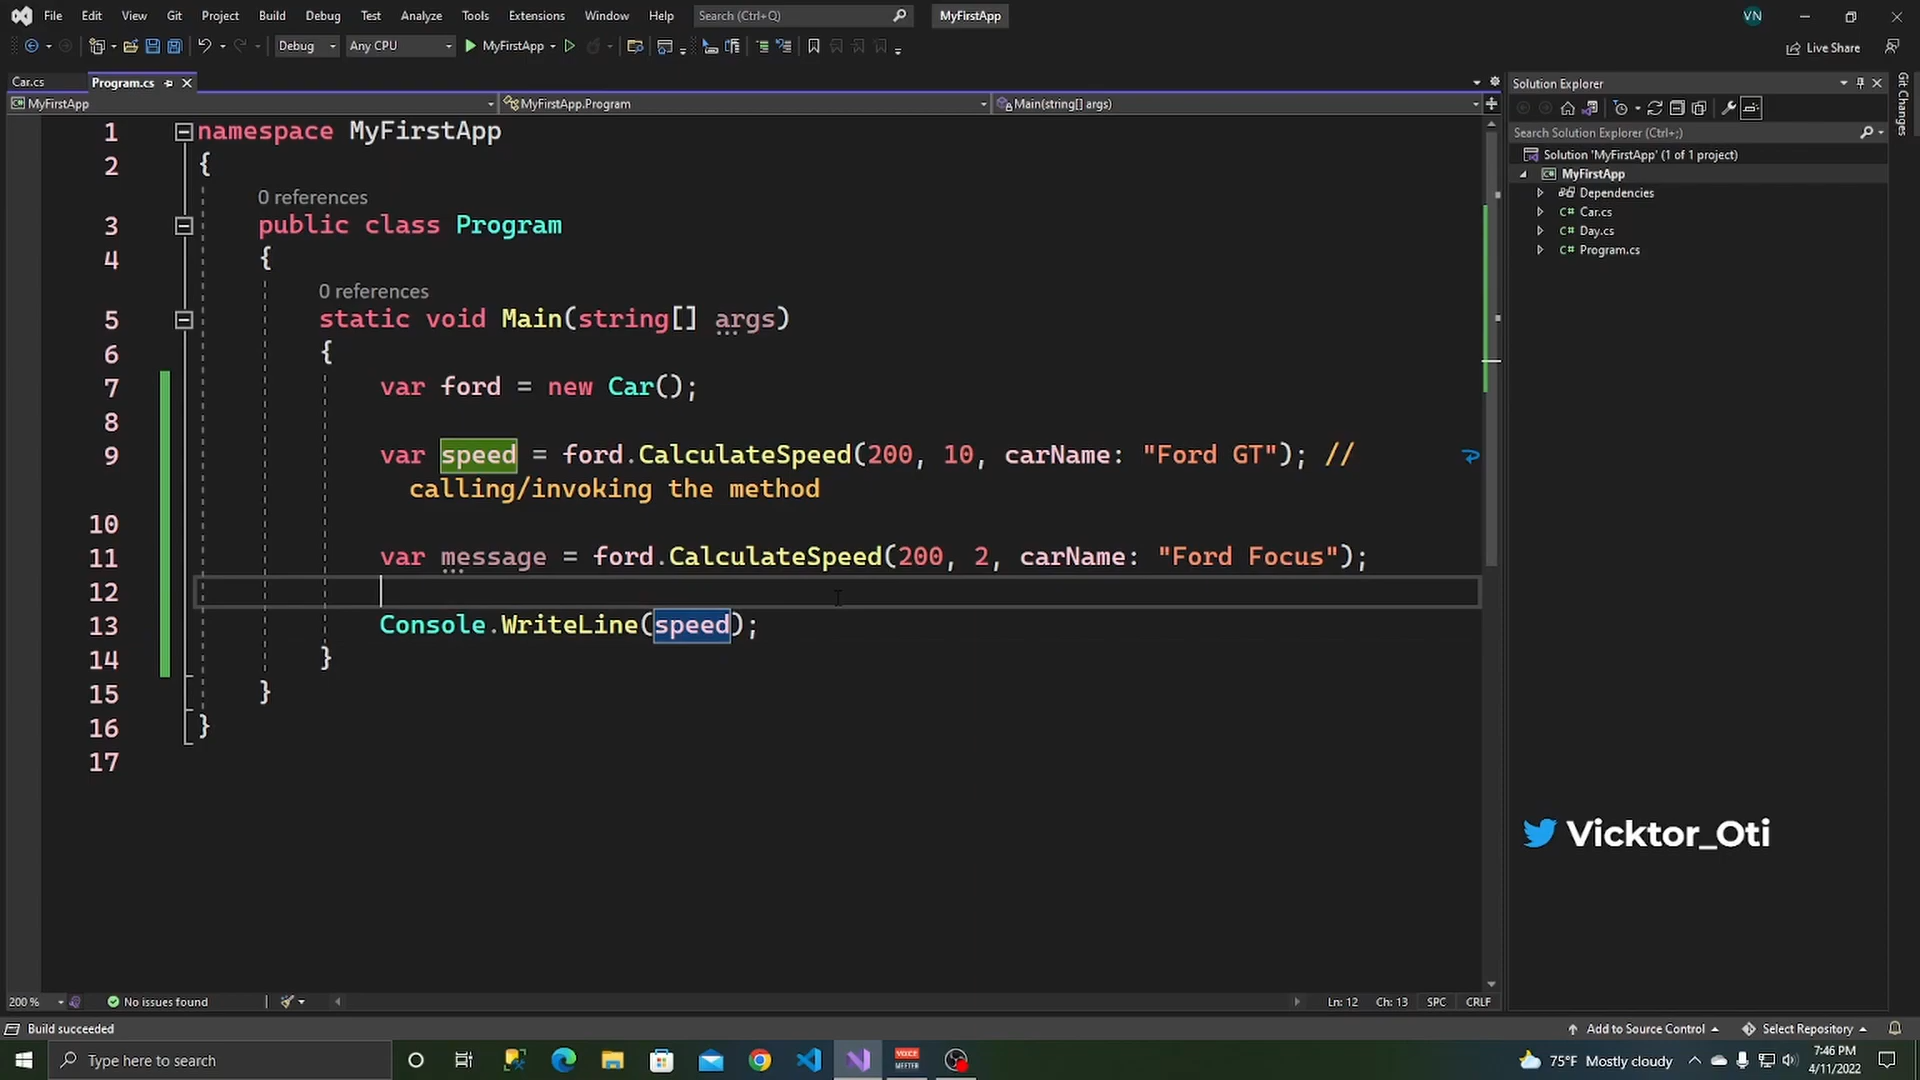 File Edit View Git Project Build Debug Test Analyze Tools Extensions Window Help Search (Ctrl+Q) MyFirstApp VN
Debug Any CPU MyFirstApp Live Share
Car.cs Program.cs
MyFirstApp MyFirstApp.Program Main(string[] args)
1 namespace MyFirstApp
2 {
0 references
3 public class Program
4 {
0 references
5 static void Main(string[] args)
6 {
7 var ford = new Car();
8
9 var speed = ford.CalculateSpeed(200, 10, carName: "Ford GT"); //
calling/invoking the method
10
11 var message = ford.CalculateSpeed(200, 2, carName: "Ford Focus");
12
13 Console.WriteLine(speed);
14 }
15 }
16 }
17
Solution Explorer
Search Solution Explorer (Ctrl+;)
Solution 'MyFirstApp' (1 of 1 project)
MyFirstApp
Dependencies
C# Car.cs
C# Day.cs
C# Program.cs
Git Changes
Vicktor_Oti
200 % No issues found Ln: 12 Ch: 13 SPC CRLF
Build succeeded Add to Source Control Select Repository
Type here to search VOICE MEETER 75°F Mostly cloudy 7:46 PM
4/11/2022